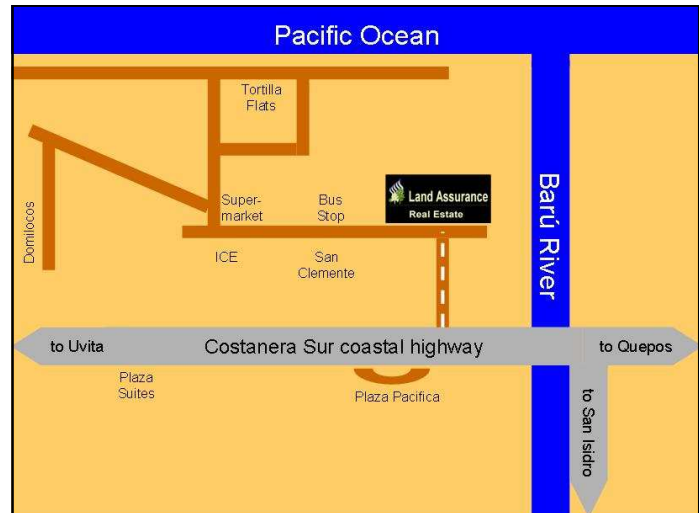 Pacific Ocean
Tortilla
Flats
Land Assurance
Real Estate
Super-
market
Bus
Stop
Domilocos
ICE
San
Clemente
Barú River
to Uvita
Costanera Sur coastal highway
to Quepos
Plaza
Suites
Plaza Pacifica
to San Isidro